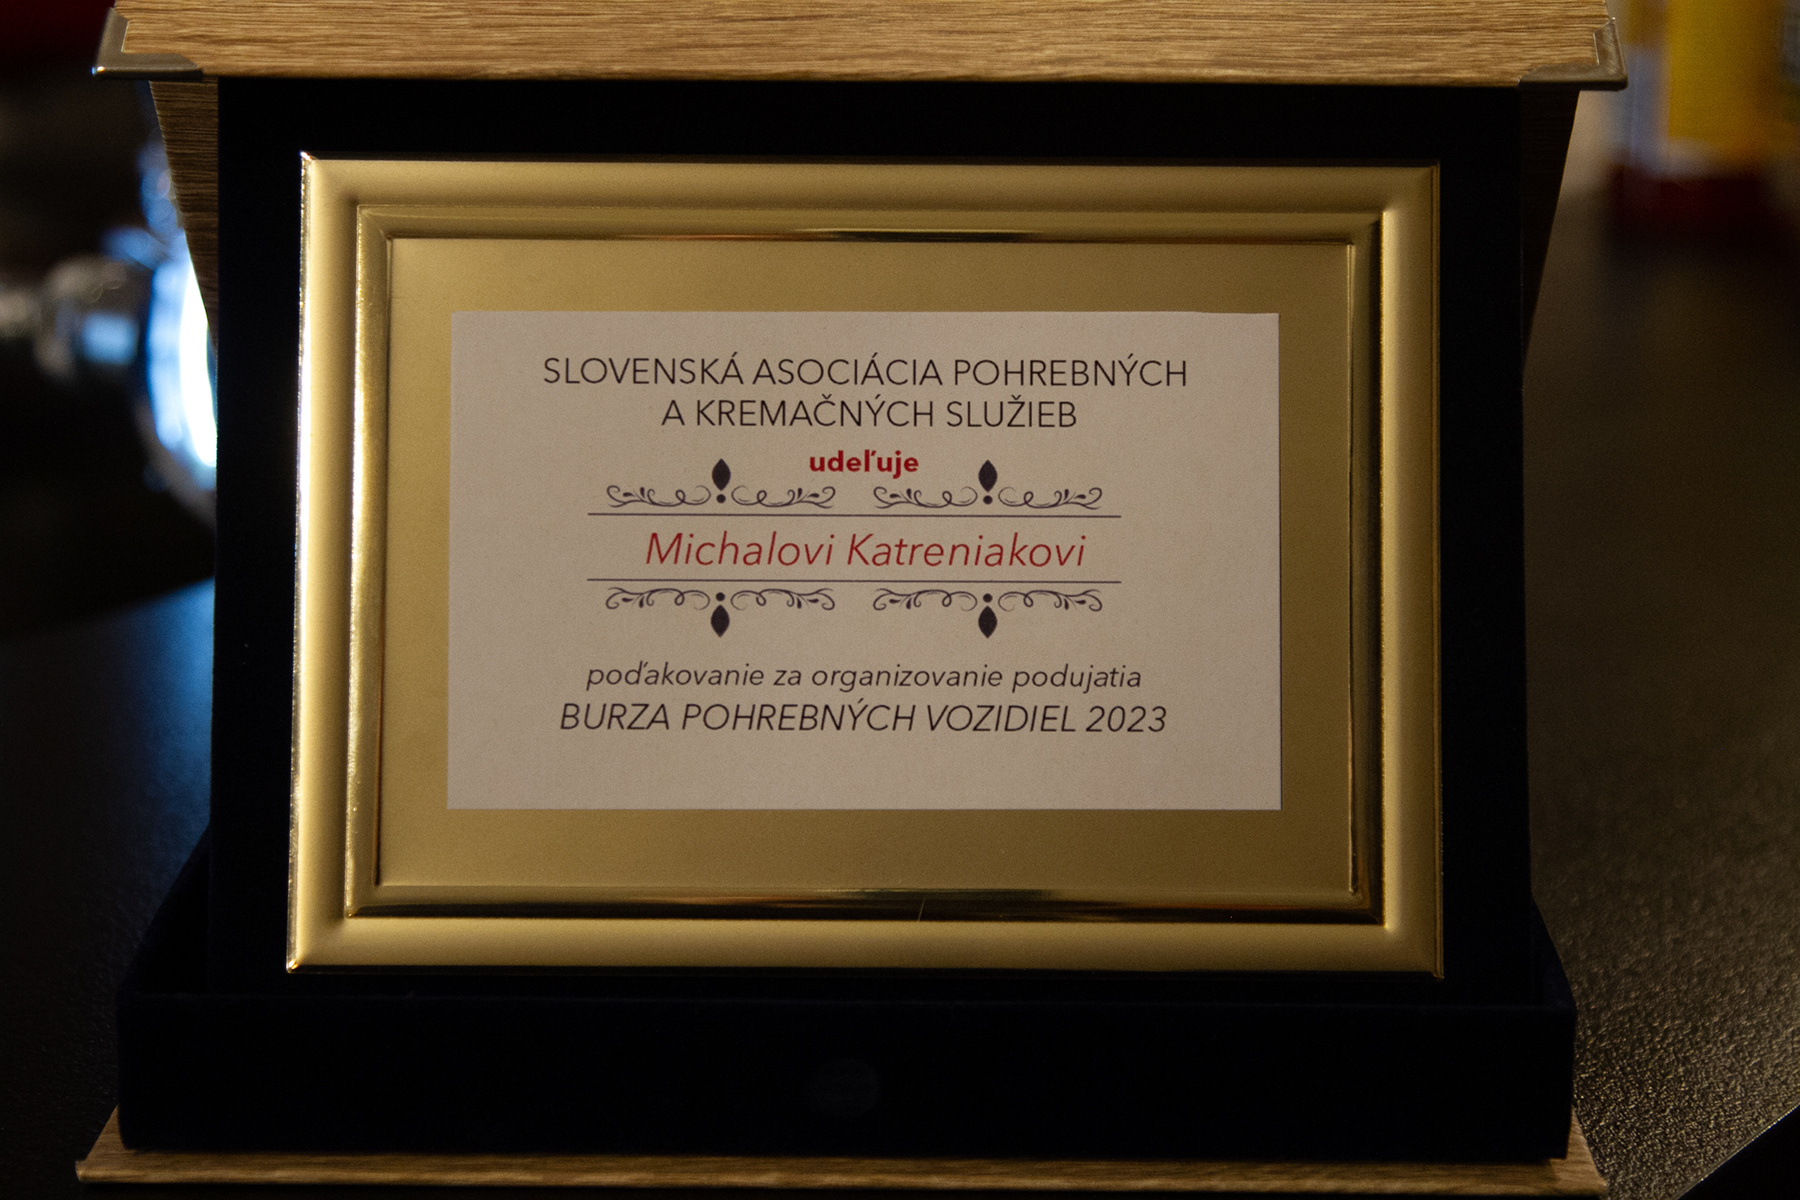 SLOVENSKÁ ASOCIÁCIA POHREBNÝCH
A KREMAČNÝCH SLUŽIEB
udeľuje
Michalovi Katreniakovi
poďakovanie za organizovanie podujatia
BURZA POHREBNÝCH VOZIDIEL 2023